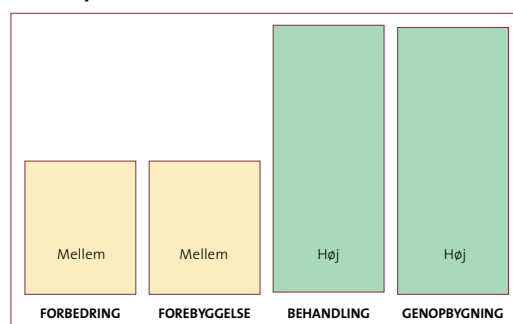 Mellem
Mellem
Høj
Høj
FORBEDRING
FOREBYGGELSE
BEHANDLING
GENOPBYGNING